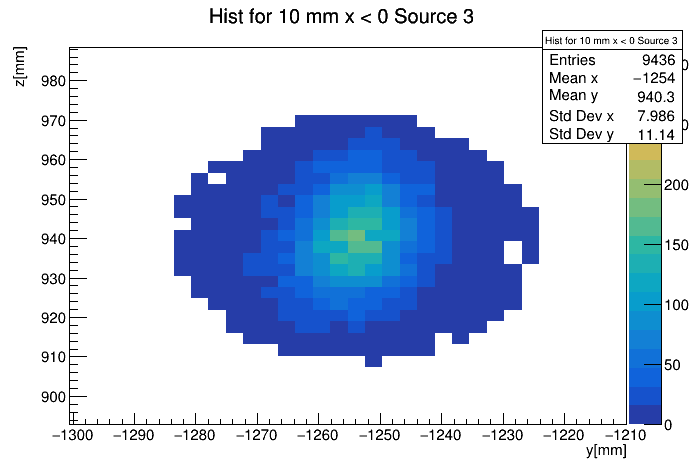 Hist for 10 mm x < 0 Source 3
Hist for 10 mm x < 0 Source 3
Entries 9436
Mean x −1254
Mean y 940.3
Std Dev x 7.986
Std Dev y 11.14
z[mm]
980
970
960
950
940
930
920
910
900
−1300 −1290 −1280 −1270 −1260 −1250 −1240 −1230 −1220 −1210
y[mm]
200
150
100
50
0